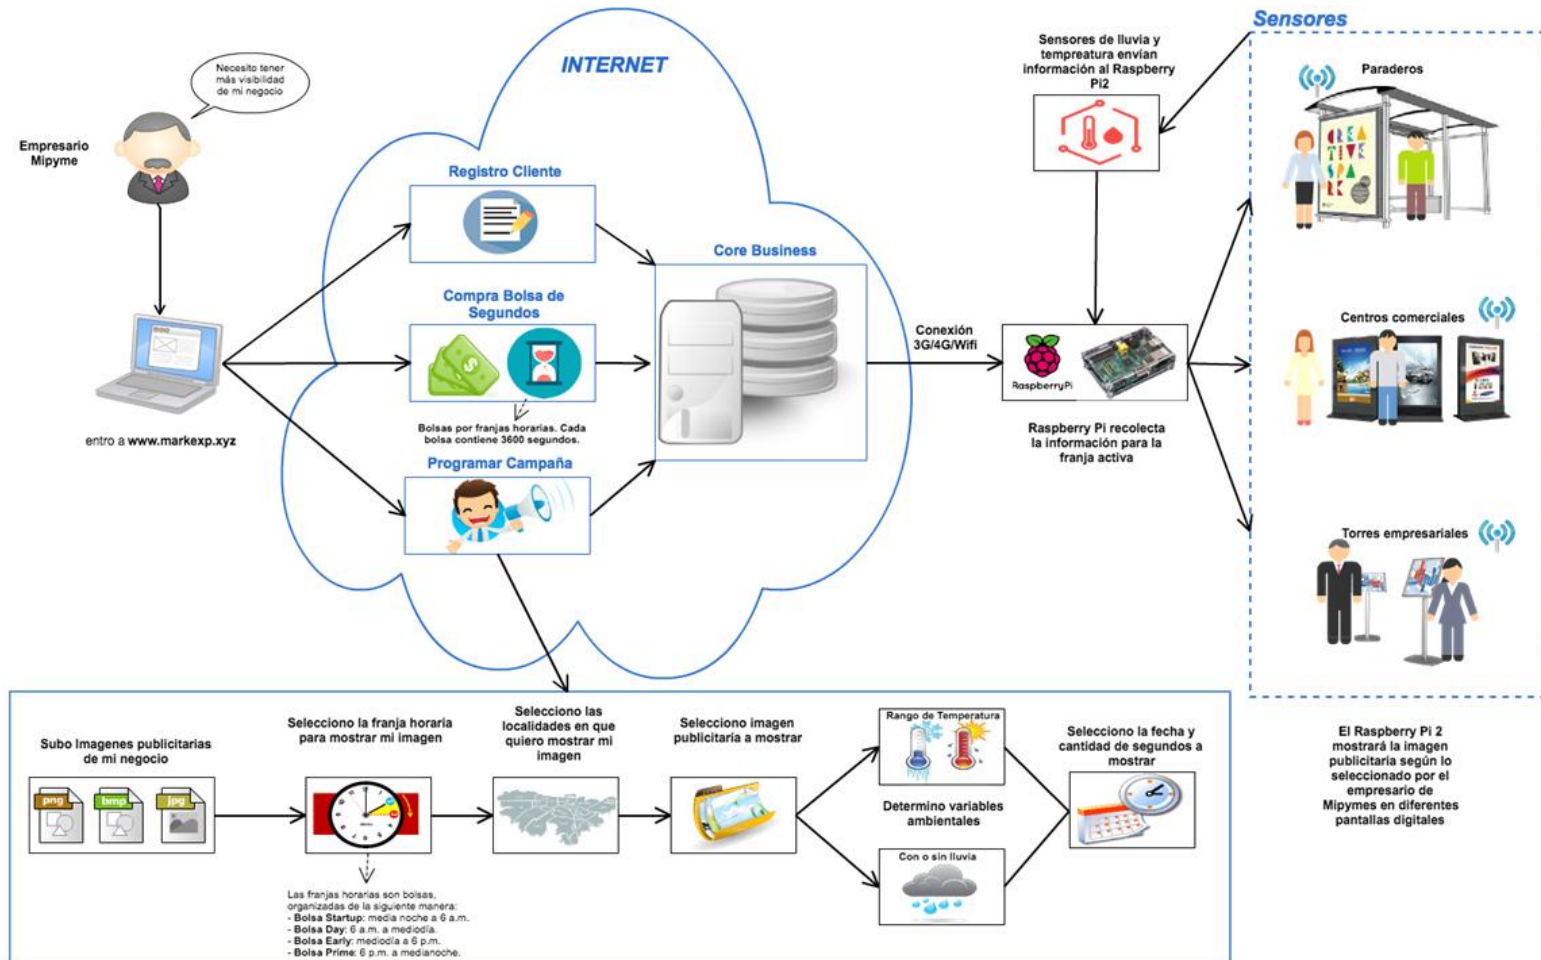 Necesito tener
más visibilidad
de mi negocio
Empresario
Mipyme
entro a www.markexp.xyz
INTERNET
Registro Cliente
Compra Bolsa de
Segundos
Bolsas por franjas horarias. Cada
bolsa contiene 3600 segundos.
Programar Campaña
Core Business
Conexión
3G/4G/Wifi
Sensores de lluvia y
tempreatura envían
información al Raspberry
Pi2
RaspberryPi
Raspberry Pi recolecta
la información para la
franja activa
Sensores
Paraderos
CREA
TIVE
SPA
RK
Centros comerciales
Torres empresariales
El Raspberry Pi 2
mostrará la imagen
publicitaria según lo
seleccionado por el
empresario de
Mipymes en diferentes
pantallas digitales
Subo Imagenes publicitarias
de mi negocio
png
bmp
jpg
Selecciono la franja horaria
para mostrar mi imagen
Las franjas horarias son bolsas,
organizadas de la siguiente manera:
- Bolsa Startup: media noche a 6 a.m.
- Bolsa Day: 6 a.m. a mediodía.
- Bolsa Early: mediodía a 6 p.m.
- Bolsa Prime: 6 p.m. a medianoche.
Selecciono las
localidades en que
quiero mostrar mi
imagen
Selecciono imagen
publicitaría a mostrar
Rango de Temperatura
Determino variables
ambientales
Con o sin lluvia
Selecciono la fecha y
cantidad de segundos a
mostrar